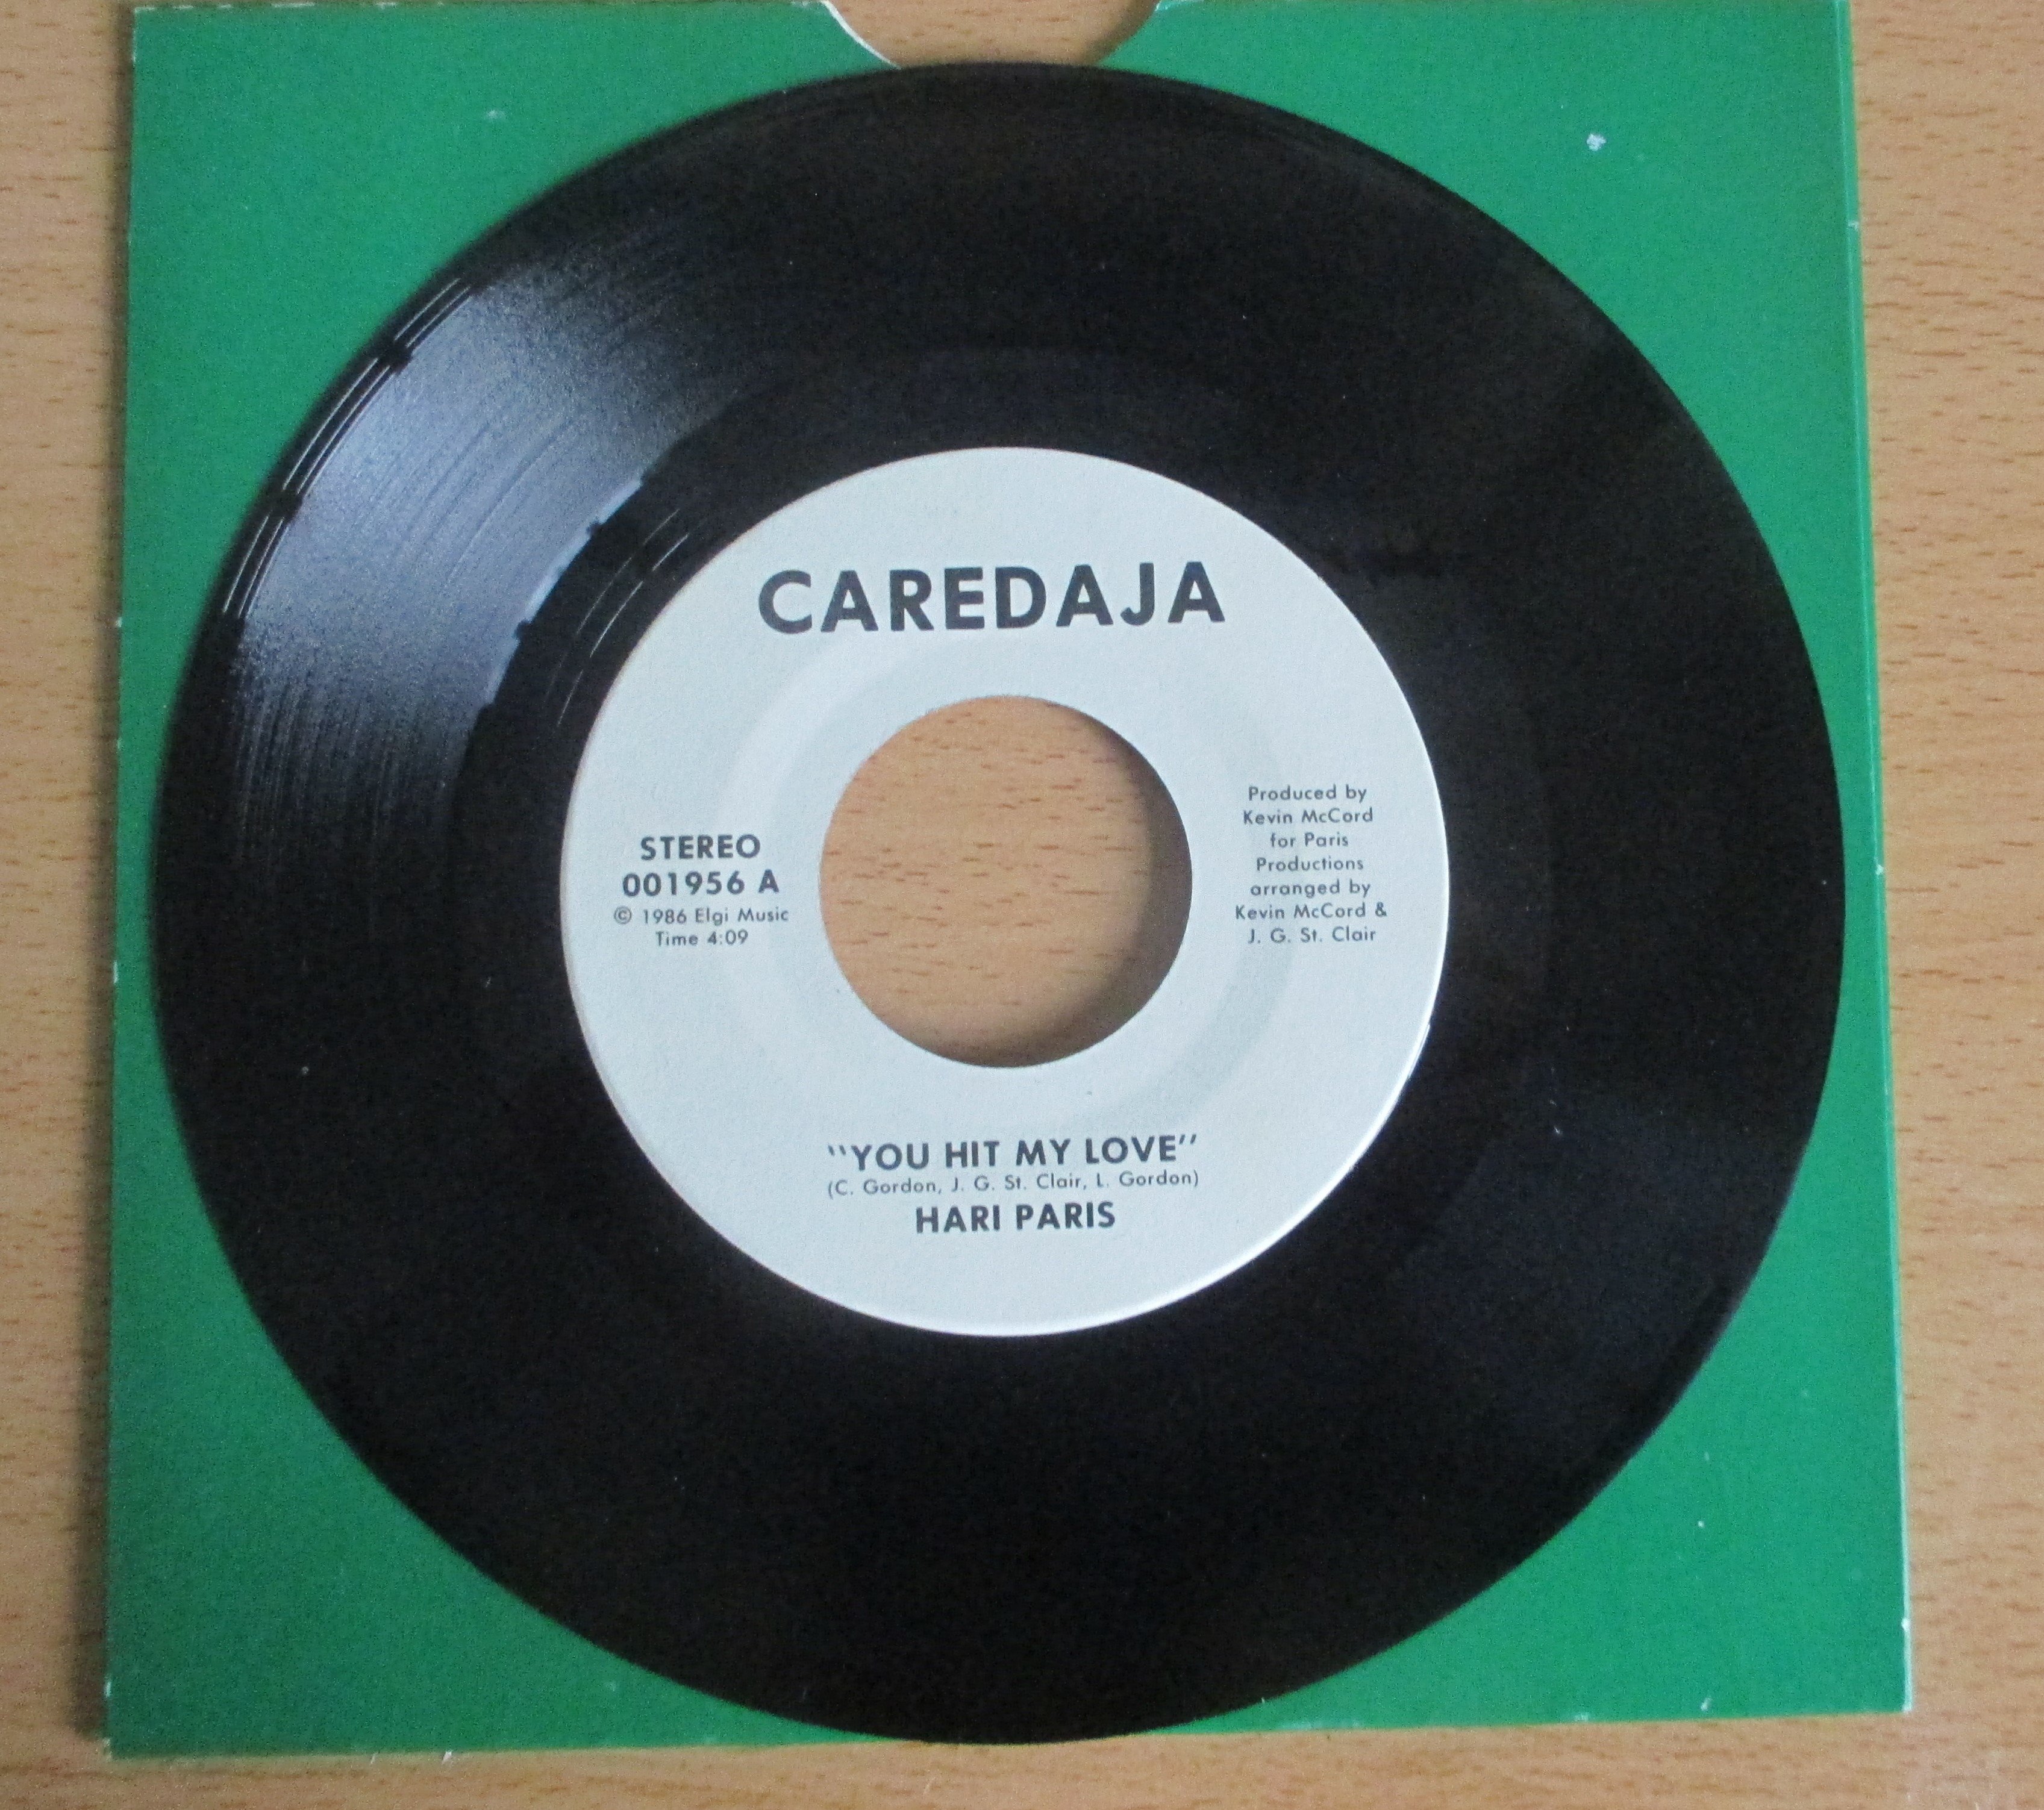 CAREDAJA
STEREO
001956 A
© 1986 Elgi Music
Time 4:09
Produced by
Kevin McCord
for Paris
Productions
arranged by
Kevin McCord &
J. G. St. Clair
"YOU HIT MY LOVE"
(C. Gordon, J. G. St. Clair, L. Gordon)
HARI PARIS